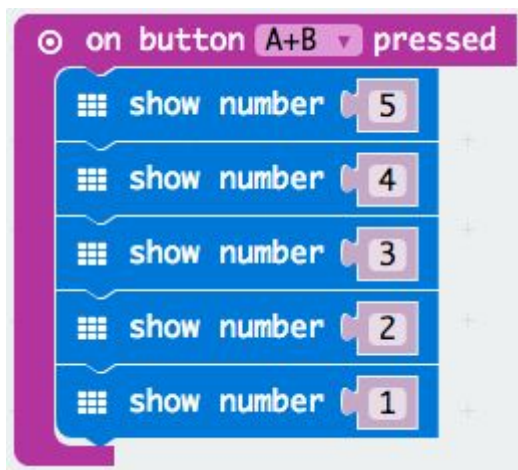 on button A+B pressed
show number 5
show number 4
show number 3
show number 2
show number 1